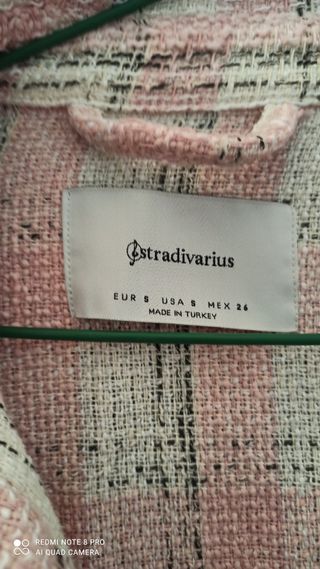 stradivarius
EUR S USA S MEX 26
MADE IN TURKEY
REDMI NOTE 8 PRO
AI QUAD CAMERA